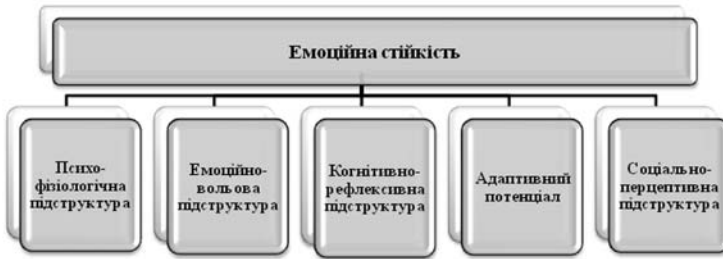 Емоційна стійкість
Психо-
фізіологічна
підструктура
Емоційно-
вольова
підструктура
Когнітивно-
рефлексивна
підструктура
Адаптивний
потенціал
Соціально-
перцептивна
підструктура